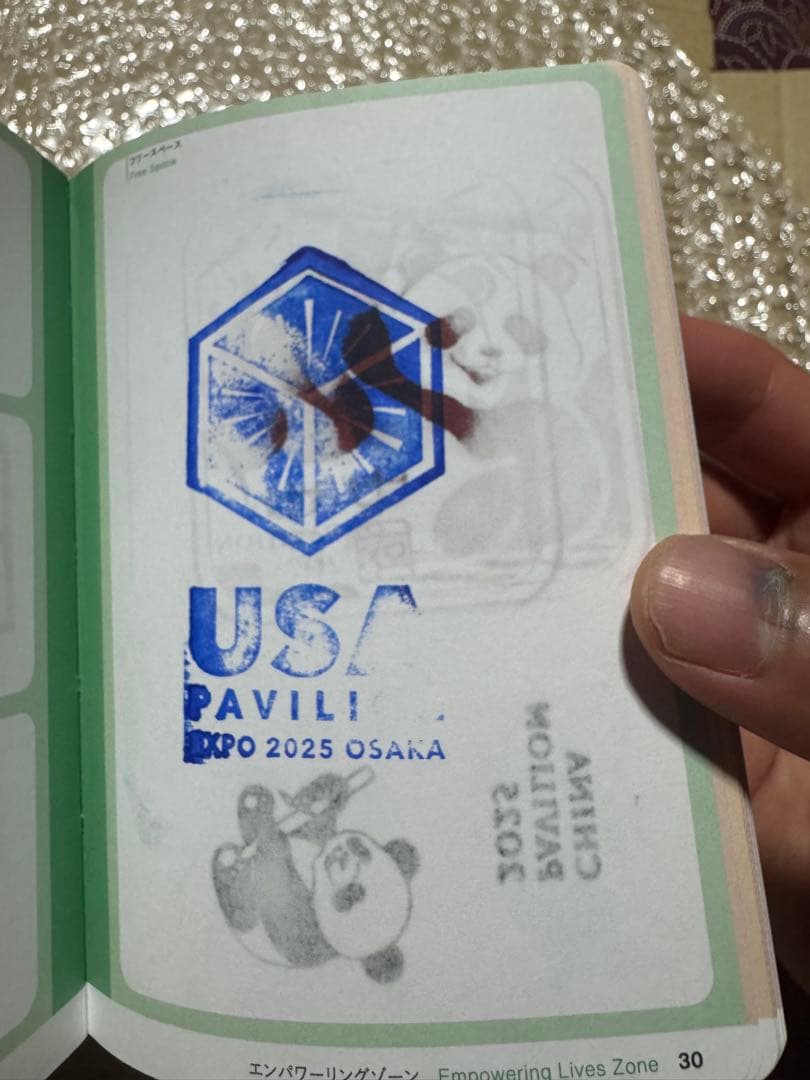 フリースペース
Free Space
USA
PAVILI
EXPO 2025 OSAKA
CHINA
PAVILION
2025
エンパワーリングゾーン Empowering Lives Zone 30